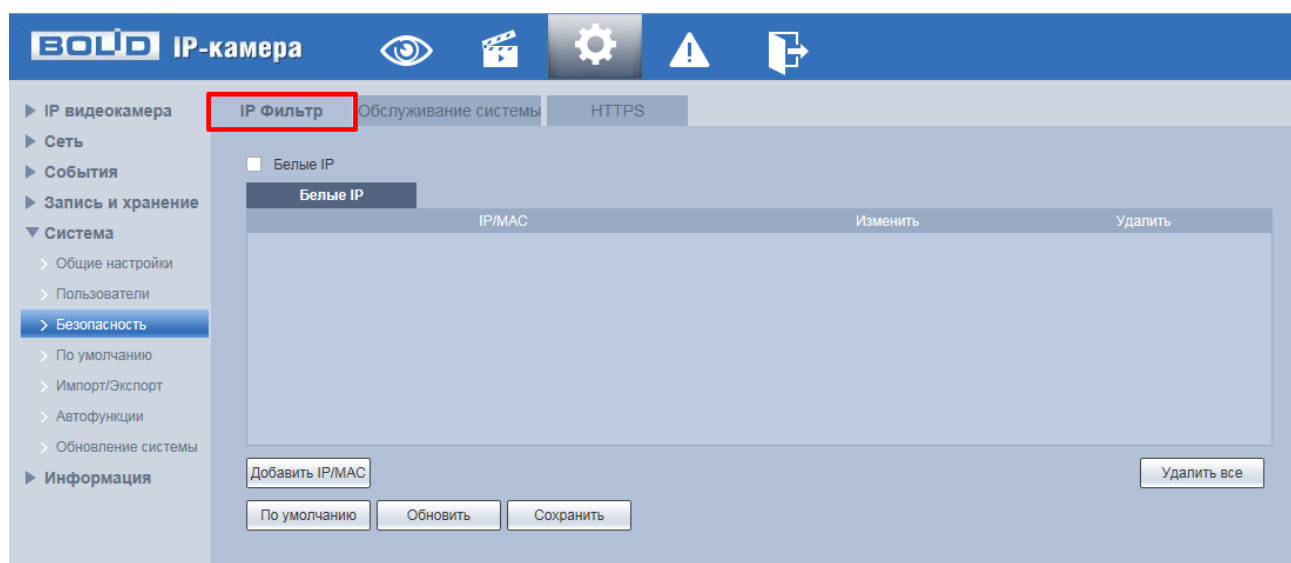 BOLID IP-камера
IP видеокамера
Сеть
События
Запись и хранение
Система
Общие настройки
Пользователи
Безопасность
По умолчанию
Импорт/Экспорт
Автофункции
Обновление системы
Информация
IP Фильтр Обслуживание системы HTTPS
Белые IP
Белые IP
IP/MAC Изменить Удалить
Добавить IP/MAC Удалить все
По умолчанию Обновить Сохранить